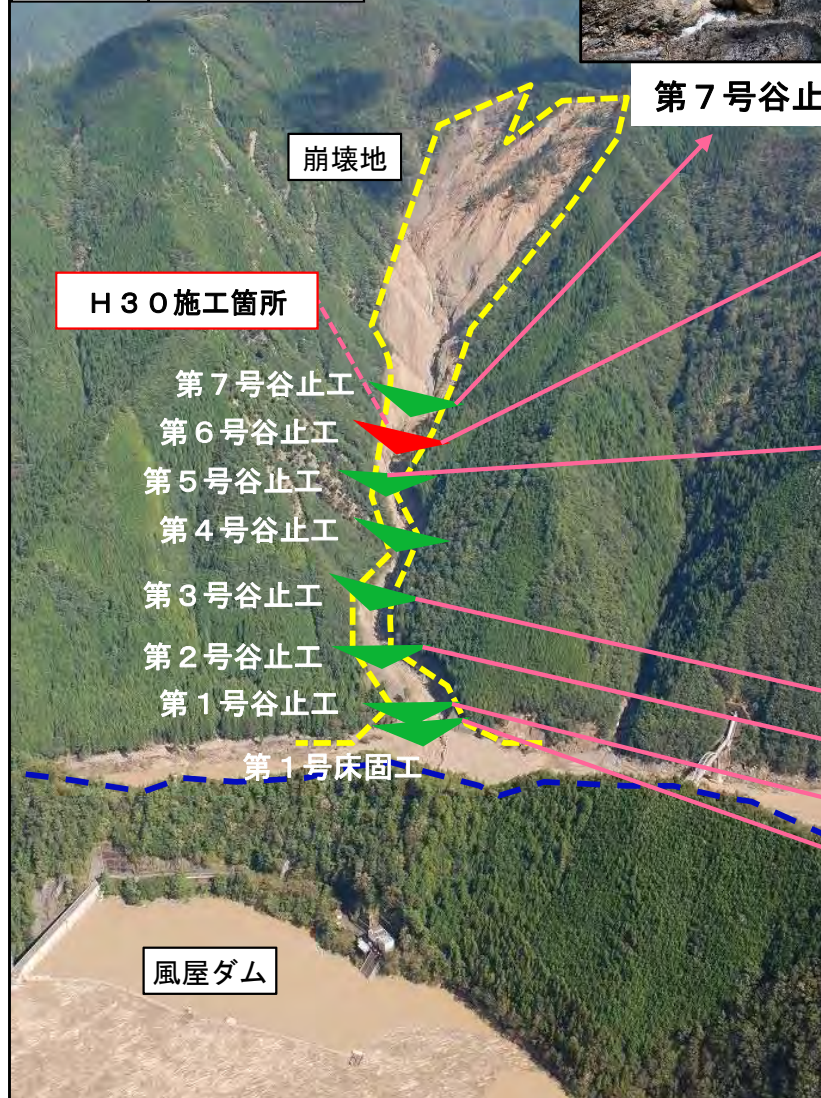 第７号谷止
崩壊地
Ｈ３０施工箇所
第７号谷止工
第６号谷止工
第５号谷止工
第４号谷止工
第３号谷止工
第２号谷止工
第１号谷止工
第１号床固工
風屋ダム